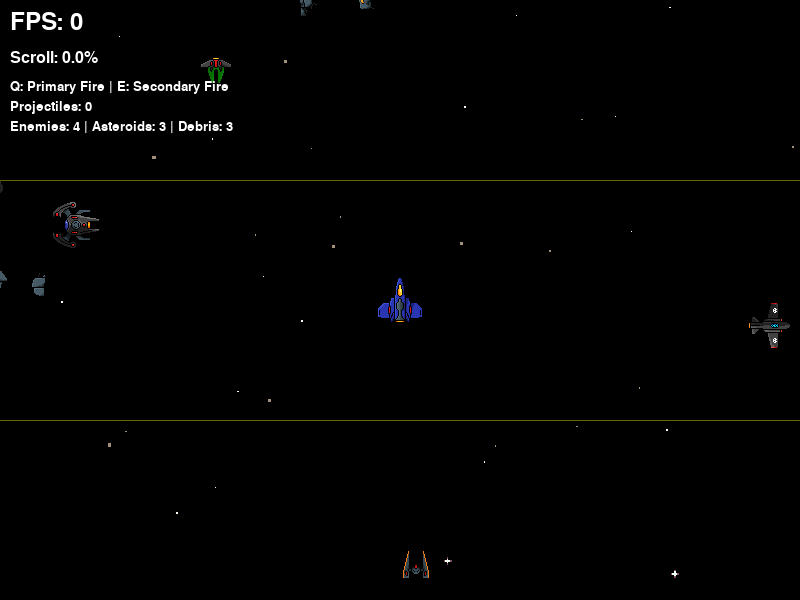 FPS: 0
Scroll: 0.0%
Q: Primary Fire | E: Secondary Fire
Projectiles: 0
Enemies: 4 | Asteroids: 3 | Debris: 3